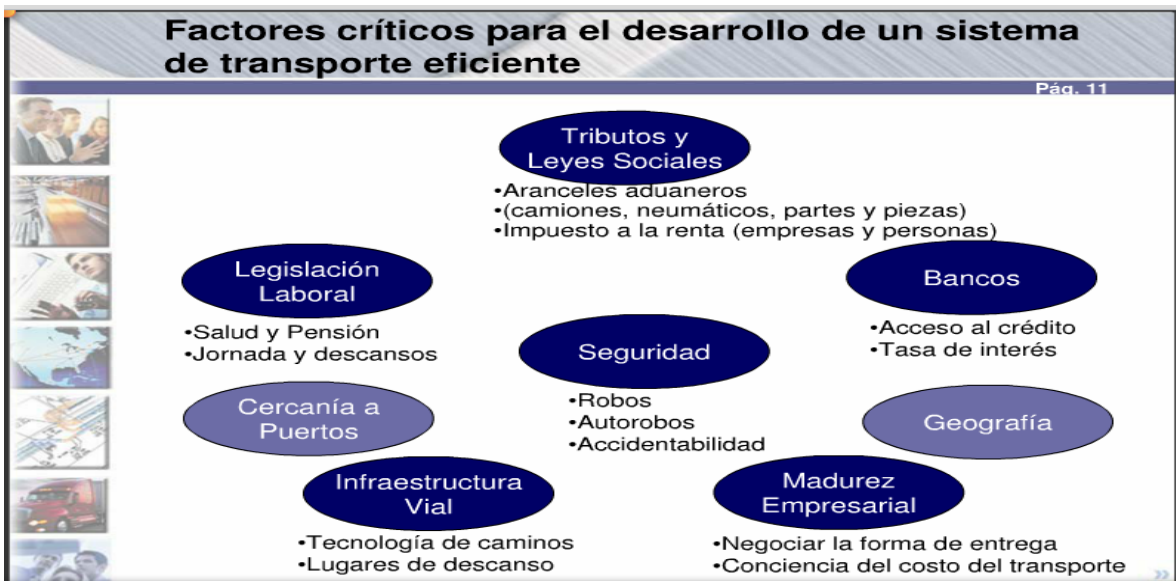 Factores críticos para el desarrollo de un sistema
de transporte eficiente
Pág. 11
Tributos y
Leyes Sociales
•Aranceles aduaneros
•(camiones, neumáticos, partes y piezas)
•Impuesto a la renta (empresas y personas)
Legislación
Laboral
•Salud y Pensión
•Jornada y descansos
Bancos
•Acceso al crédito
•Tasa de interés
Seguridad
•Robos
•Autorobos
•Accidentabilidad
Cercanía a
Puertos
Geografía
Infraestructura
Vial
•Tecnología de caminos
•Lugares de descanso
Madurez
Empresarial
•Negociar la forma de entrega
•Conciencia del costo del transporte